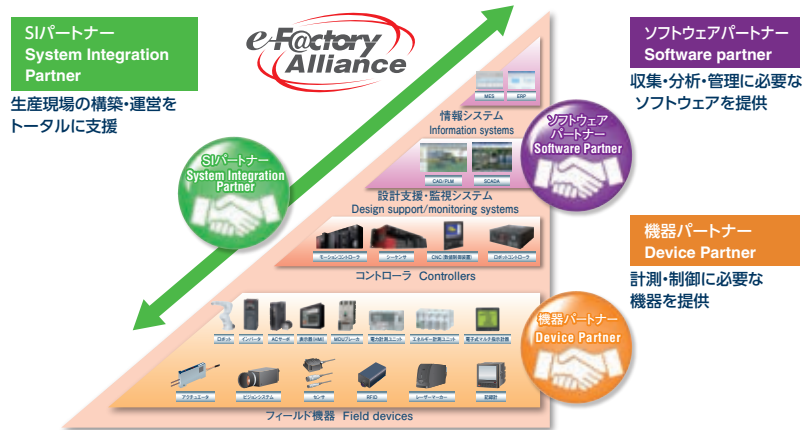 SIパートナー
System Integration
Partner
生産現場の構築・運営を
トータルに支援
e-F@ctory
Alliance
ソフトウェアパートナー
Software partner
収集・分析・管理に必要な
ソフトウェアを提供
MES
ERP
情報システム
Information systems
ソフトウェア
パートナー
Software Partner
SIパートナー
System Integration
Partner
CAD/PLM
SCADA
設計支援・監視システム
Design support/monitoring systems
モーションコントローラ
シーケンサ
CNC(数値制御装置)
ロボットコントローラ
コントローラ Controllers
機器パートナー
Device Partner
計測・制御に必要な
機器を提供
ロボット
インバータ
ACサーボ
表示器(HMI)
MDUブレーカ
電力計測ユニット
エネルギー計測ユニット
電子式マルチ指示計器
機器パートナー
Device Partner
アクチュエータ
ビジョンシステム
センサ
RFID
レーザーマーカー
記録計
フィールド機器 Field devices